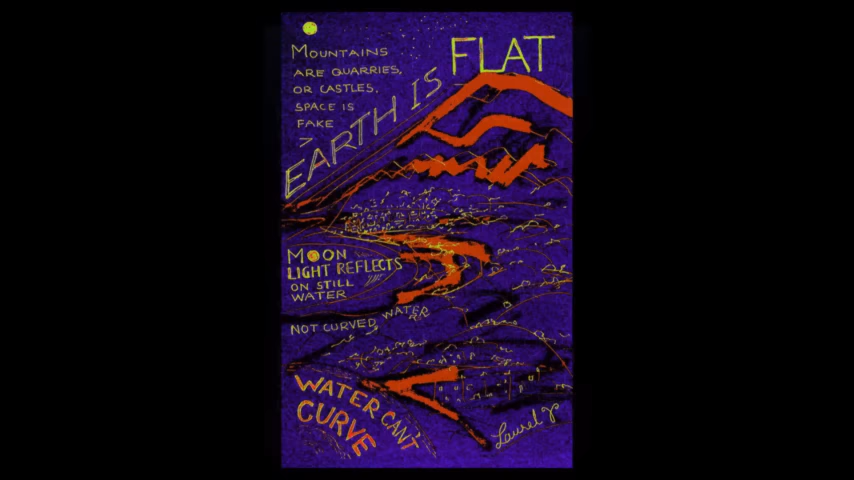 MOUNTAINS
ARE QUARRIES,
OR CASTLES.
SPACE IS
FAKE
>
EARTH IS FLAT
MOON
LIGHT REFLECTS
ON STILL
WATER
NOT CURVED WATER
WATER CAN'T
CURVE
Laurel